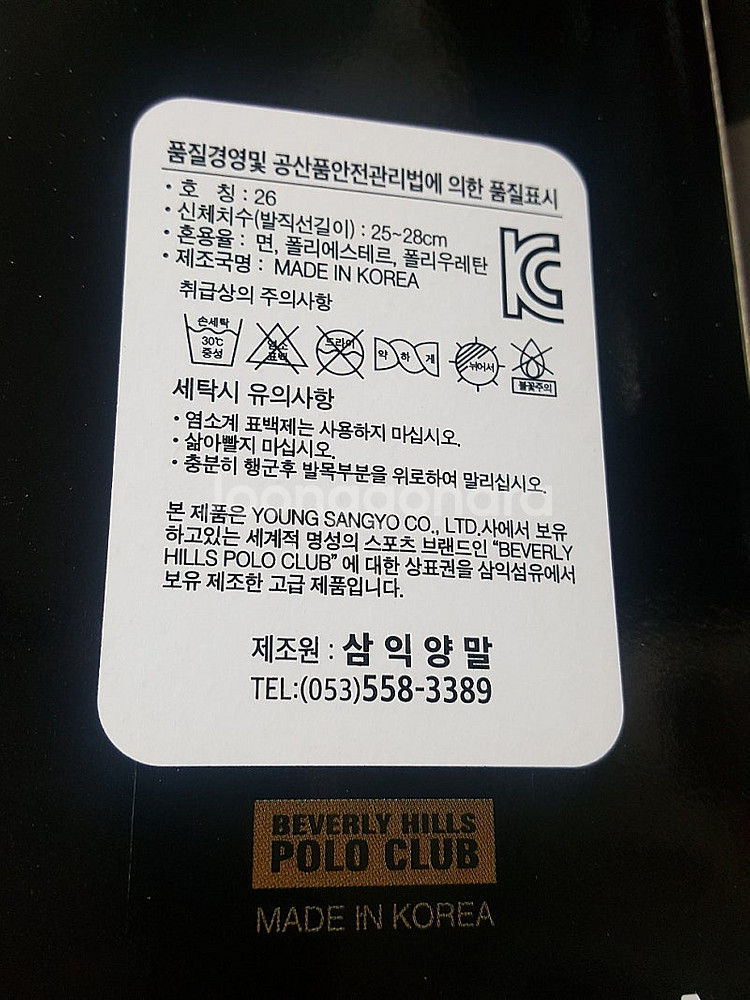 품질경영및 공산품안전관리법에 의한 품질표시
• 호 칭 : 26
• 신체치수(발직선길이) : 25~28cm
• 혼용율 : 면, 폴리에스테르, 폴리우레탄
• 제조국명 : MADE IN KOREA
취급상의 주의사항
손세탁 30℃ 중성 염소 표백 드라이 약 하 게 뉘어서 불꽃주의
세탁시 유의사항
• 염소계 표백제는 사용하지 마십시오.
• 삶아빨지 마십시오.
• 충분히 행군후 발목부분을 위로하여 말리십시오.
joonggonara
본 제품은 YOUNG SANGYO CO., LTD.사에서 보유
하고있는 세계적 명성의 스포츠 브랜드인 “BEVERLY
HILLS POLO CLUB” 에 대한 상표권을 삼익섬유에서
보유 제조한 고급 제품입니다.
제조원 : 삼 익 양 말
TEL:(053)558-3389
BEVERLY HILLS
POLO CLUB
MADE IN KOREA